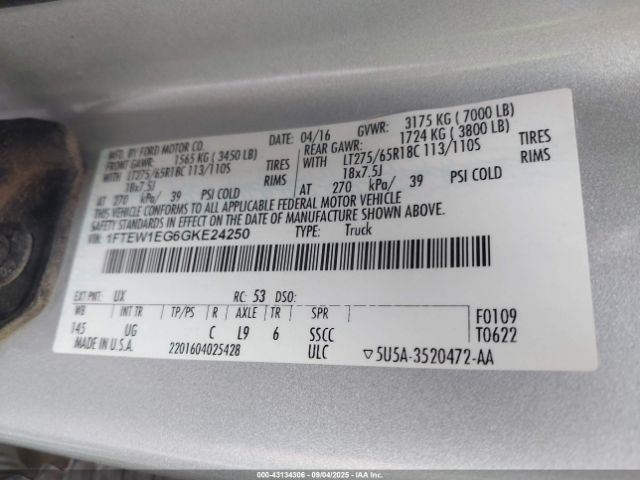 MFD. BY FORD MOTOR CO. DATE: 04/16 GVWR: 3175 KG ( 7000 LB)
FRONT GAWR: 1565 KG ( 3450 LB) REAR GAWR: 1724 KG ( 3800 LB)
WITH LT275/65R18C 113/110S TIRES WITH LT275/65R18C 113/110S TIRES
18x7.5J RIMS 18x7.5J RIMS
AT 270 kPa/ 39 PSI COLD AT 270 kPa/ 39 PSI COLD
THIS VEHICLE CONFORMS TO ALL APPLICABLE FEDERAL MOTOR VEHICLE
SAFETY STANDARDS IN EFFECT ON THE DATE OF MANUFACTURE SHOWN ABOVE.
VIN: 1FTEW1EG6GKE24250 TYPE: Truck
EXT PNT: UX RC: 53 DSO:
WB INT TR TP/PS R AXLE TR SPR F0109
145 UG C L9 6 SSCC T0622
MADE IN U.S.A. 2201604025428 ULC ▽5U5A-3520472-AA
000-43134306 - 09/04/2025 - IAAI.CA